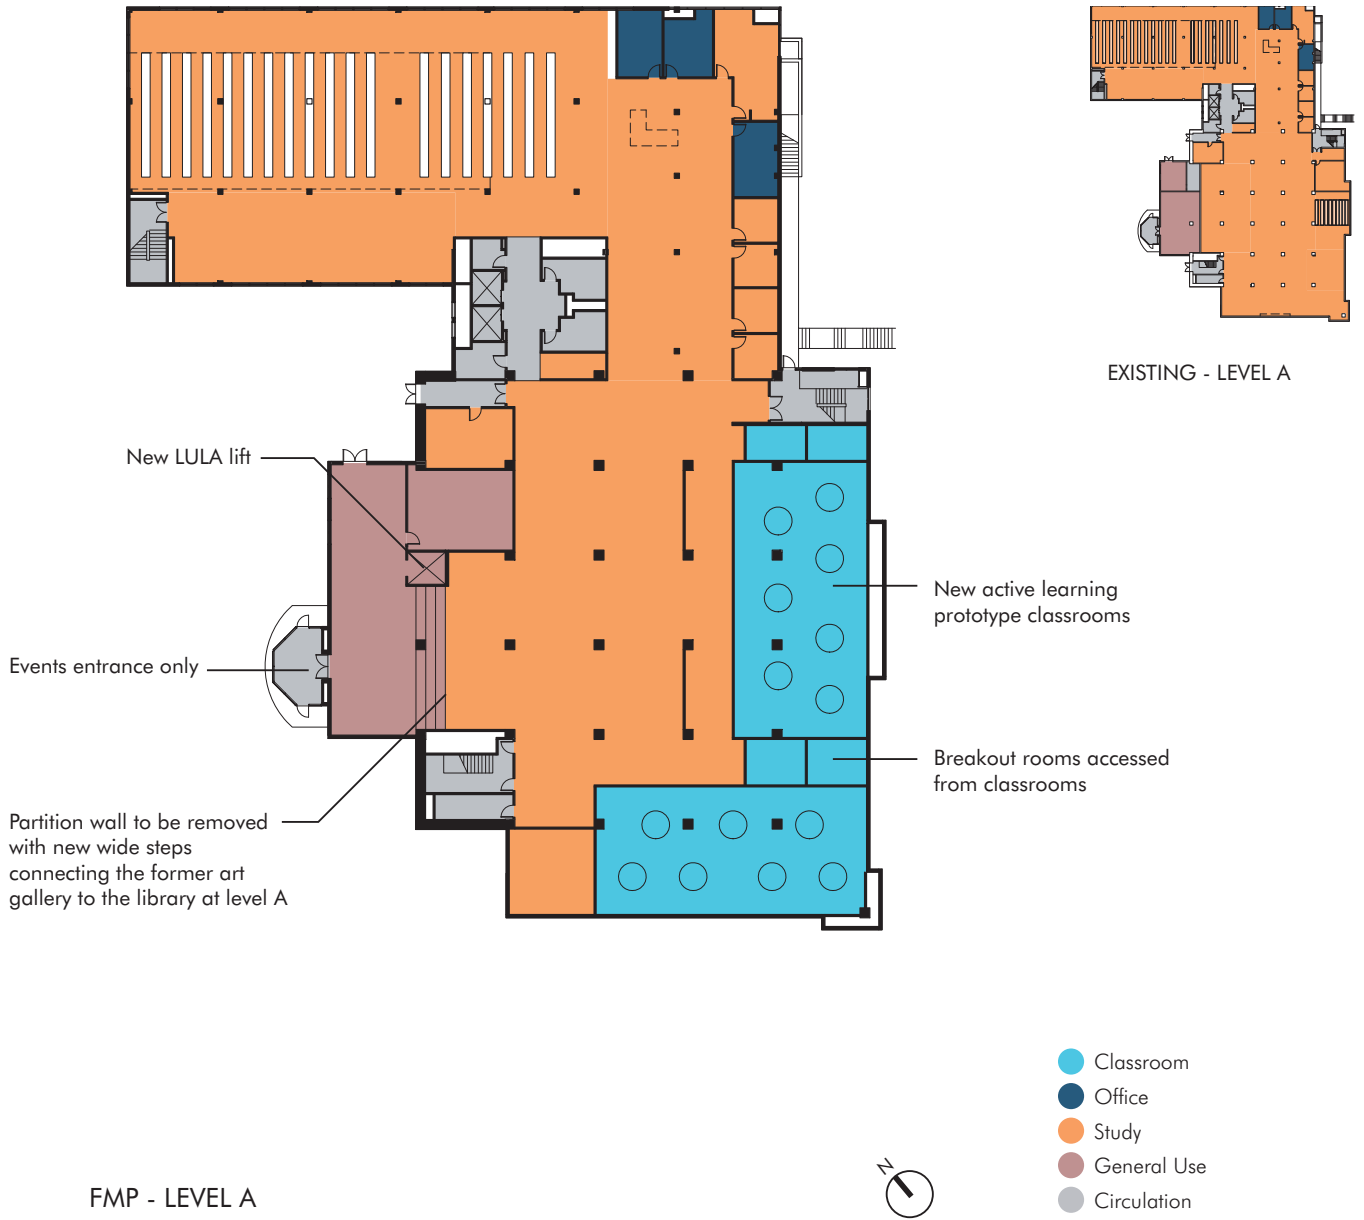 EXISTING - LEVEL A
New LULA lift
New active learning
prototype classrooms
Events entrance only
Breakout rooms accessed
from classrooms
Partition wall to be removed
with new wide steps
connecting the former art
gallery to the library at level A
Classroom
Office
Study
General Use
Circulation
N
FMP - LEVEL A